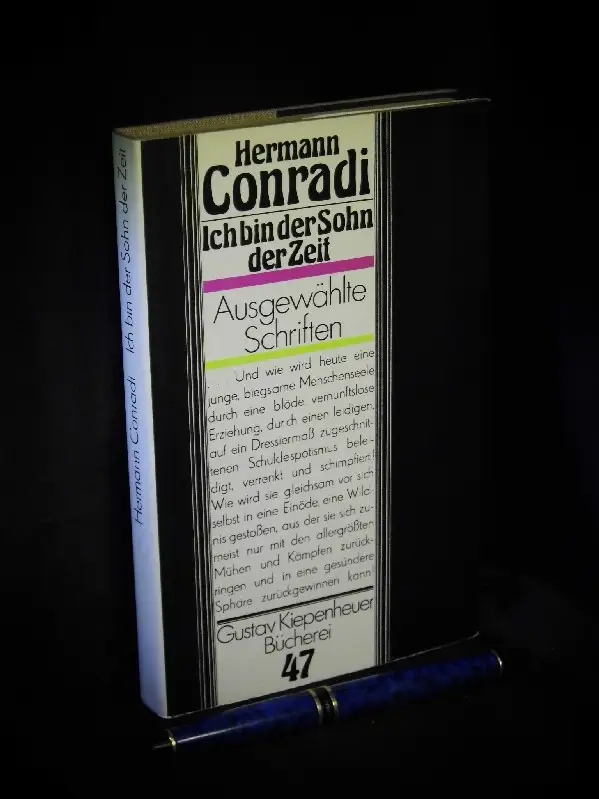 Hermann
Conradi
Ich bin der Sohn
der Zeit
Ausgewählte
Schriften
. . . Und wie wird heute eine
junge, biegsame Menschenseele
durch eine blöde, vernunftslose
Erziehung, durch einen leidigen,
auf ein Dressiermaß zugeschnit-
tenen Schuldespotismus belei-
digt, verrenkt und schimpfiert!
Wie wird sie gleichsam vor sich
selbst in eine Einöde, eine Wild-
nis gestoßen, aus der sie sich zu-
meist nur mit den allergrößten
Mühen und Kämpfen zurück-
ringen und in eine gesündere
Sphäre zurückgewinnen kann!
Gustav Kiepenheuer
Bücherei
47
Hermann Conradi Ich bin der Sohn der Zeit